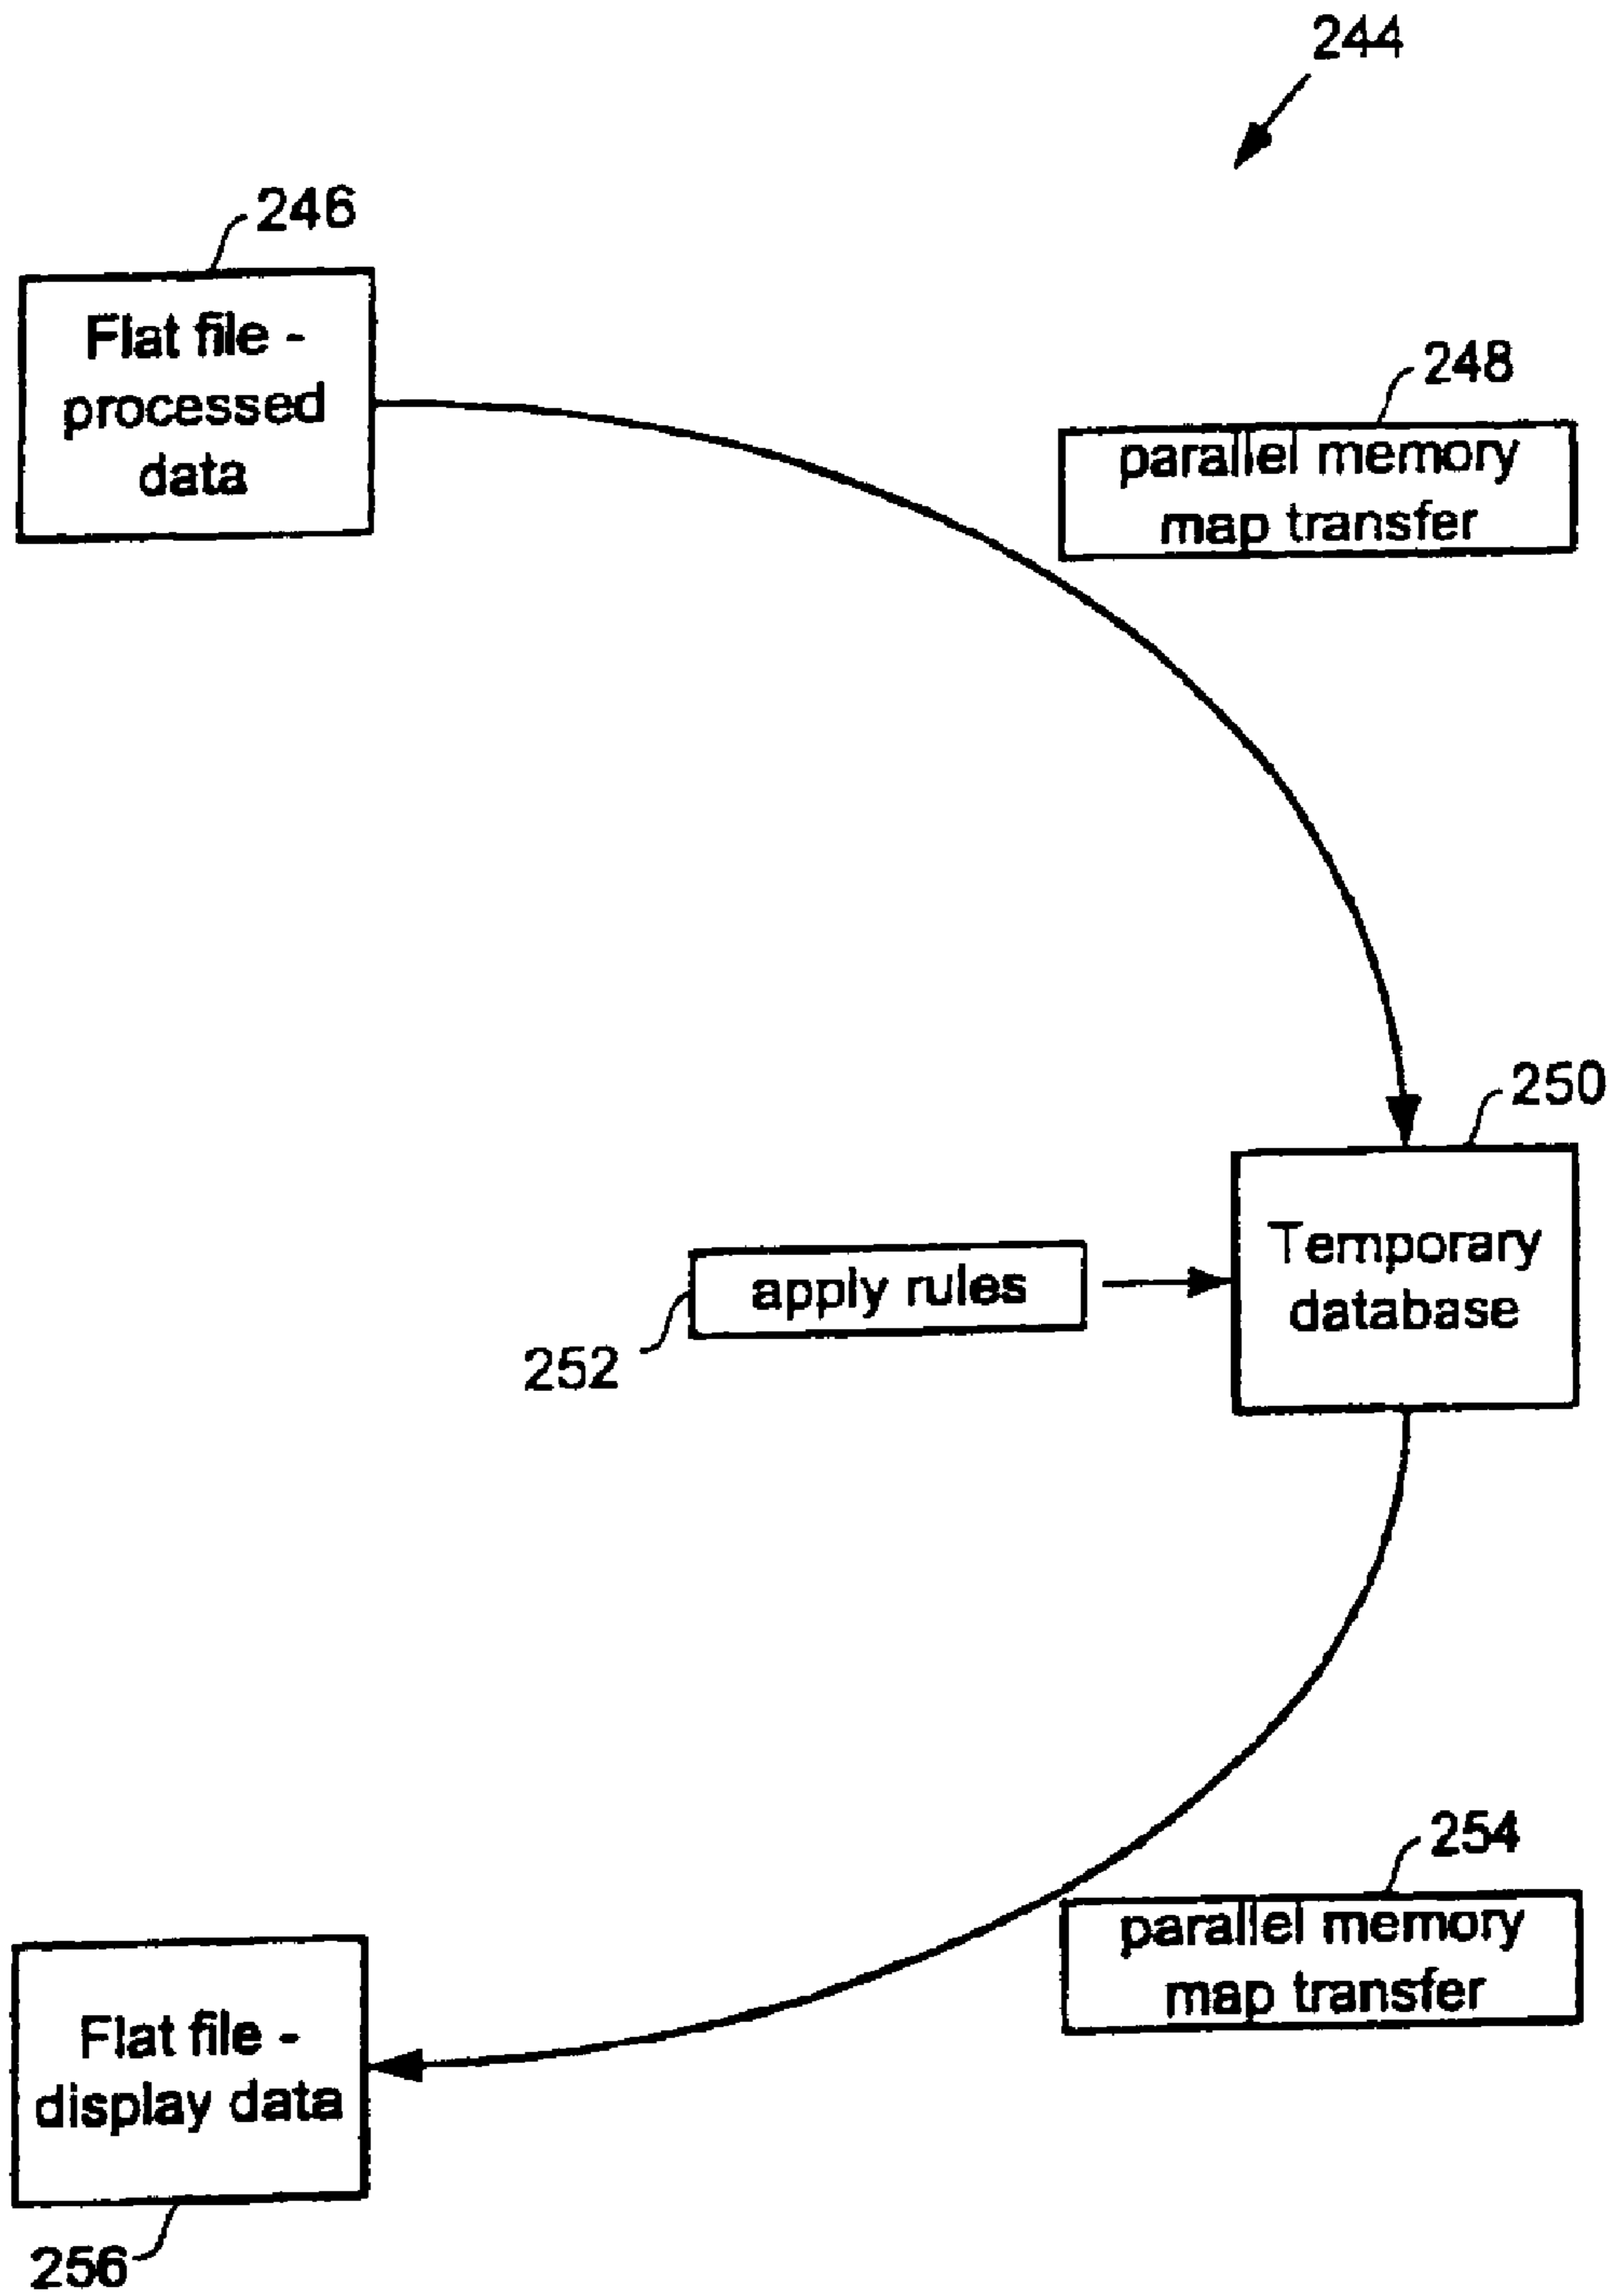 244
246
Flat file -
processed
data
248
parallel memory
map transfer
250
Temporary
database
apply rules
252
254
parallel memory
map transfer
Flat file -
display data
256